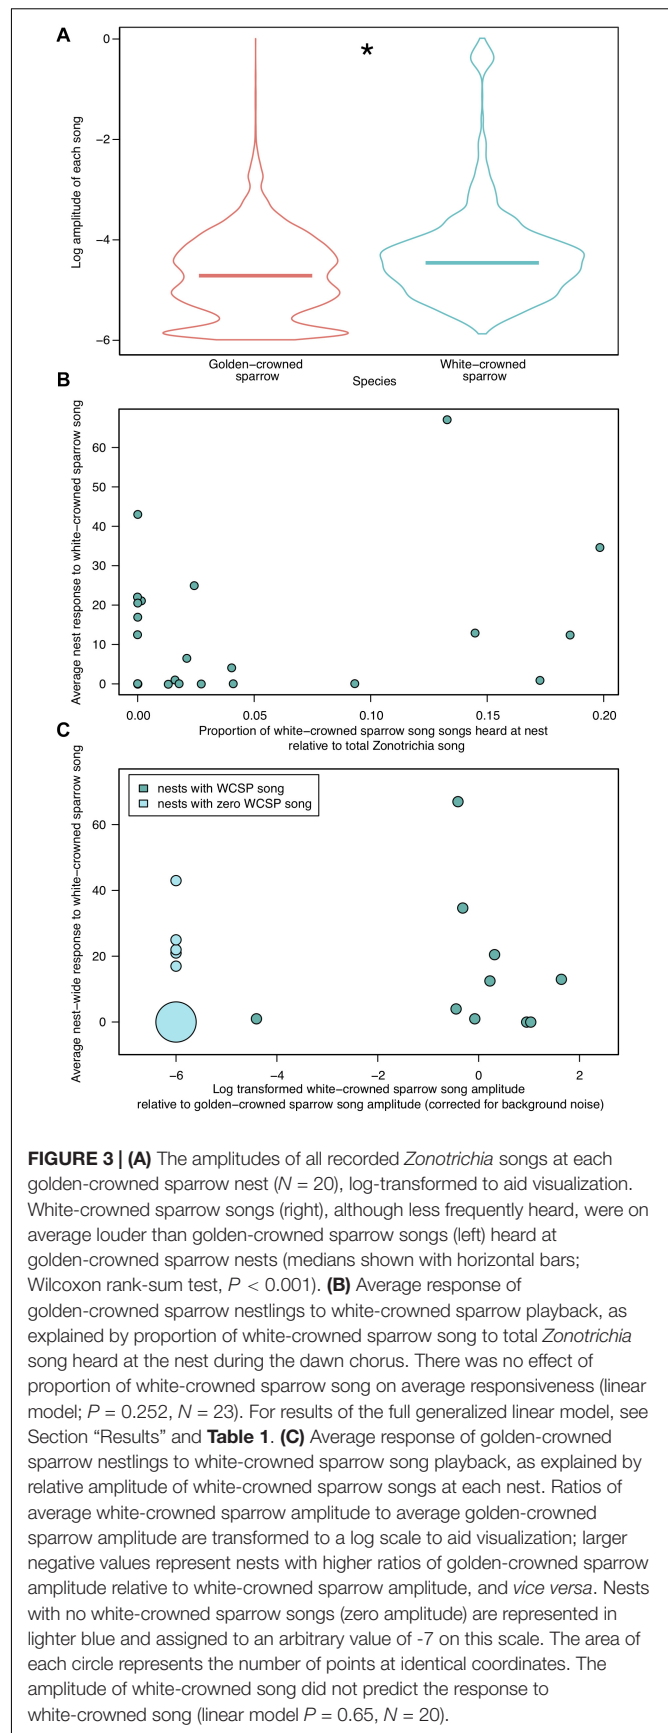 A
0
−2
−4
−6
Log amplitude of each song
*
Golden−crowned
sparrow
White−crowned
sparrow
Species
B
Average nest response to white−crowned sparrow song
60
50
40
30
20
10
0
0.00 0.05 0.10 0.15 0.20
Proportion of white−crowned sparrow song songs heard at nest
relative to total Zonotrichia song
C
Average nest−wide response to white−crowned sparrow song
nests with WCSP song
nests with zero WCSP song
60
40
20
0
−6 −4 −2 0 2
Log transformed white−crowned sparrow song amplitude
relative to golden−crowned sparrow song amplitude (corrected for background noise)
FIGURE 3 | (A) The amplitudes of all recorded Zonotrichia songs at each
golden-crowned sparrow nest (N = 20), log-transformed to aid visualization.
White-crowned sparrow songs (right), although less frequently heard, were on
average louder than golden-crowned sparrow songs (left) heard at
golden-crowned sparrow nests (medians shown with horizontal bars;
Wilcoxon rank-sum test, P < 0.001). (B) Average response of
golden-crowned sparrow nestlings to white-crowned sparrow playback, as
explained by proportion of white-crowned sparrow song to total Zonotrichia
song heard at the nest during the dawn chorus. There was no effect of
proportion of white-crowned sparrow song on average responsiveness (linear
model; P = 0.252, N = 23). For results of the full generalized linear model, see
Section “Results” and Table 1. (C) Average response of golden-crowned
sparrow nestlings to white-crowned sparrow song playback, as explained by
relative amplitude of white-crowned sparrow songs at each nest. Ratios of
average white-crowned sparrow amplitude to average golden-crowned
sparrow amplitude are transformed to a log scale to aid visualization; larger
negative values represent nests with higher ratios of golden-crowned sparrow
amplitude relative to white-crowned sparrow amplitude, and vice versa. Nests
with no white-crowned sparrow songs (zero amplitude) are represented in
lighter blue and assigned to an arbitrary value of -7 on this scale. The area of
each circle represents the number of points at identical coordinates. The
amplitude of white-crowned song did not predict the response to
white-crowned song (linear model P = 0.65, N = 20).